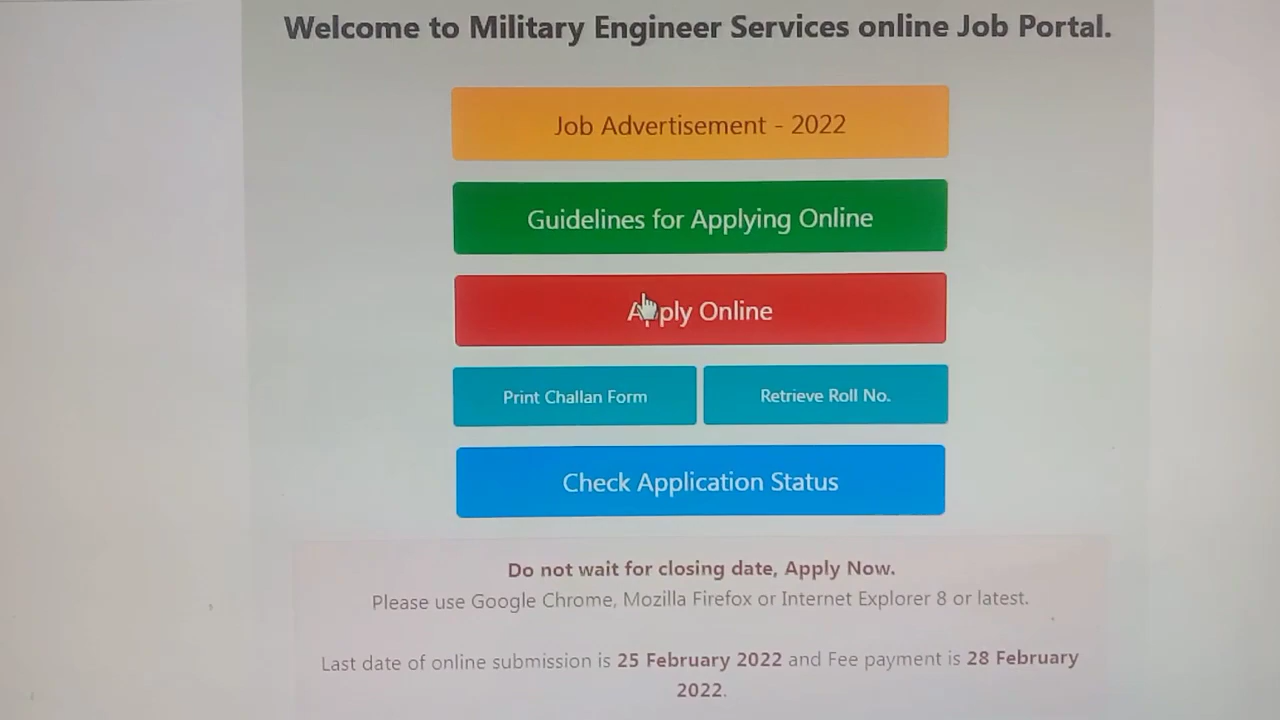 Welcome to Military Engineer Services online Job Portal.
Job Advertisement - 2022
Guidelines for Applying Online
Apply Online
Print Challan Form
Retrieve Roll No.
Check Application Status
Do not wait for closing date, Apply Now.
Please use Google Chrome, Mozilla Firefox or Internet Explorer 8 or latest.
Last date of online submission is 25 February 2022 and Fee payment is 28 February
2022.